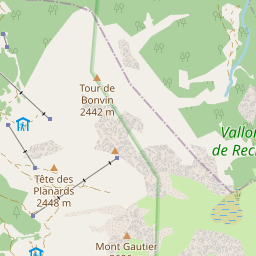 Tour de
Bonvin
2442 m
Vallon
de Rec
Tête des
Planards
2448 m
Mont Gautier